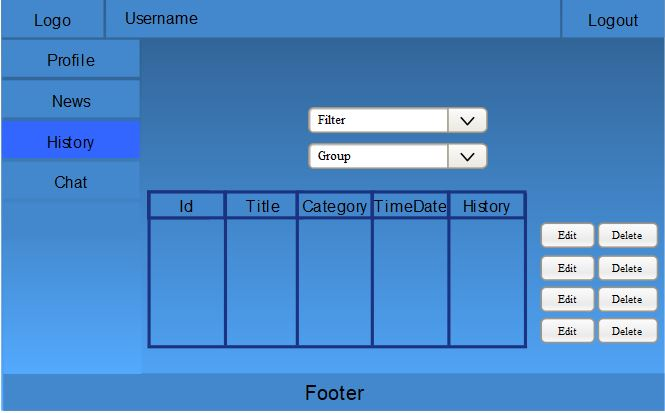 Logo Username Logout
Profile
News
History
Chat
Filter
Group
Id Title Category TimeDate History
Edit Delete
Edit Delete
Edit Delete
Edit Delete
Footer